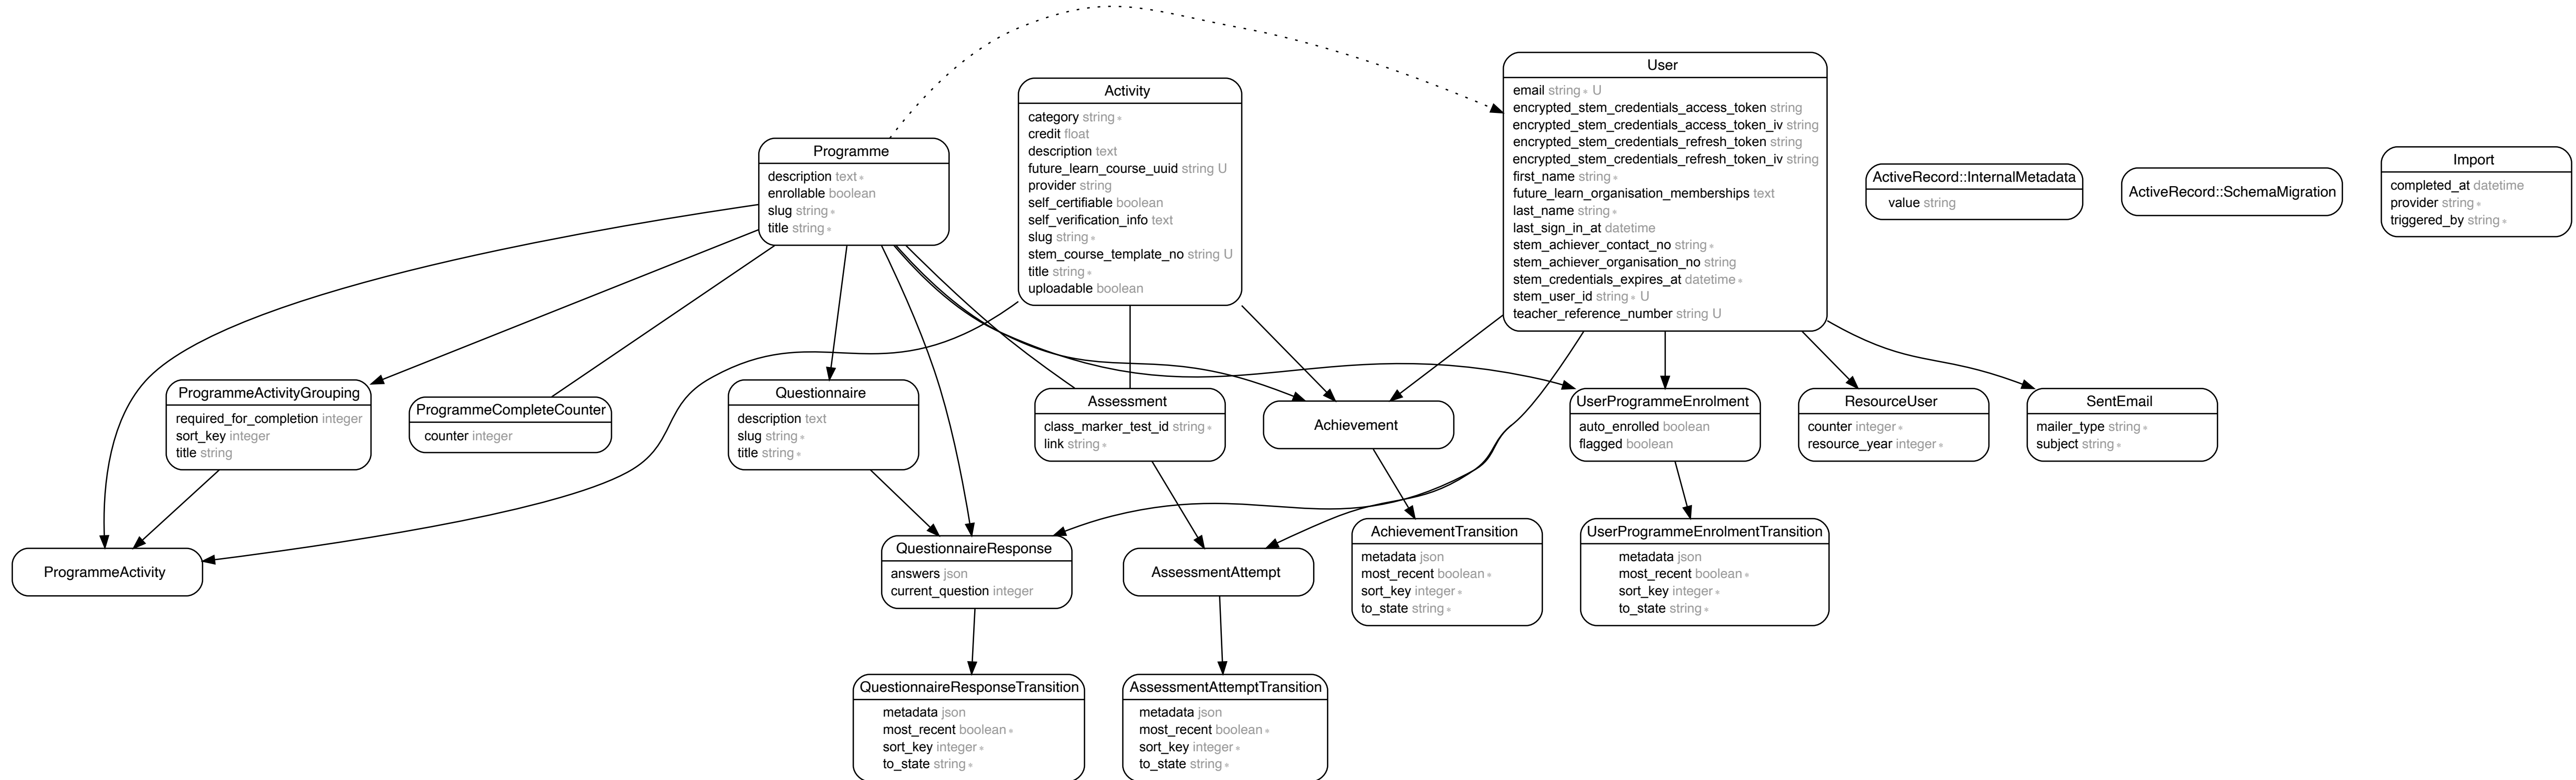 User
email string * U
encrypted_stem_credentials_access_token string
encrypted_stem_credentials_access_token_iv string
encrypted_stem_credentials_refresh_token string
encrypted_stem_credentials_refresh_token_iv string
first_name string *
future_learn_organisation_memberships text
last_name string *
last_sign_in_at datetime
stem_achiever_contact_no string *
stem_achiever_organisation_no string
stem_credentials_expires_at datetime *
stem_user_id string * U
teacher_reference_number string U
Activity
category string *
credit float
description text
future_learn_course_uuid string U
provider string
self_certifiable boolean
self_verification_info text
slug string *
stem_course_template_no string U
title string *
uploadable boolean
Programme
description text *
enrollable boolean
slug string *
title string *
ActiveRecord::InternalMetadata
value string
ActiveRecord::SchemaMigration
Import
completed_at datetime
provider string *
triggered_by string *
ProgrammeActivityGrouping
required_for_completion integer
sort_key integer
title string
ProgrammeCompleteCounter
counter integer
Questionnaire
description text
slug string *
title string *
Assessment
class_marker_test_id string *
link string *
Achievement
UserProgrammeEnrolment
auto_enrolled boolean
flagged boolean
ResourceUser
counter integer *
resource_year integer *
SentEmail
mailer_type string *
subject string *
ProgrammeActivity
QuestionnaireResponse
answers json
current_question integer
AssessmentAttempt
AchievementTransition
metadata json
most_recent boolean *
sort_key integer *
to_state string *
UserProgrammeEnrolmentTransition
metadata json
most_recent boolean *
sort_key integer *
to_state string *
QuestionnaireResponseTransition
metadata json
most_recent boolean *
sort_key integer *
to_state string *
AssessmentAttemptTransition
metadata json
most_recent boolean *
sort_key integer *
to_state string *